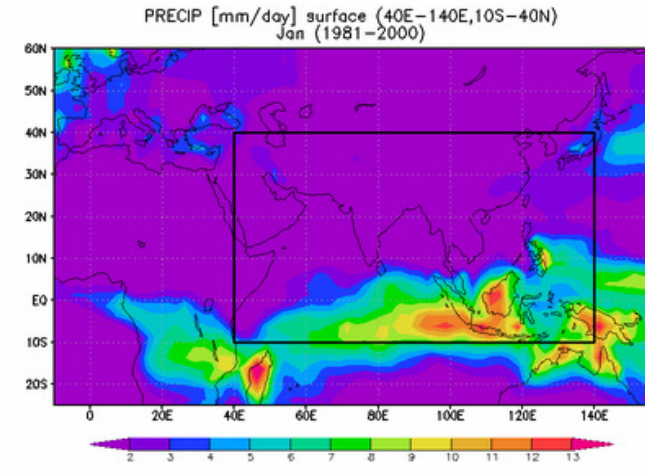 PRECIP [mm/day] surface (40E-140E,10S-40N)
Jan (1981-2000)
60N
50N
40N
30N
20N
10N
EQ
10S
20S
0 20E 40E 60E 80E 100E 120E 140E
2 3 4 5 6 7 8 9 10 11 12 13